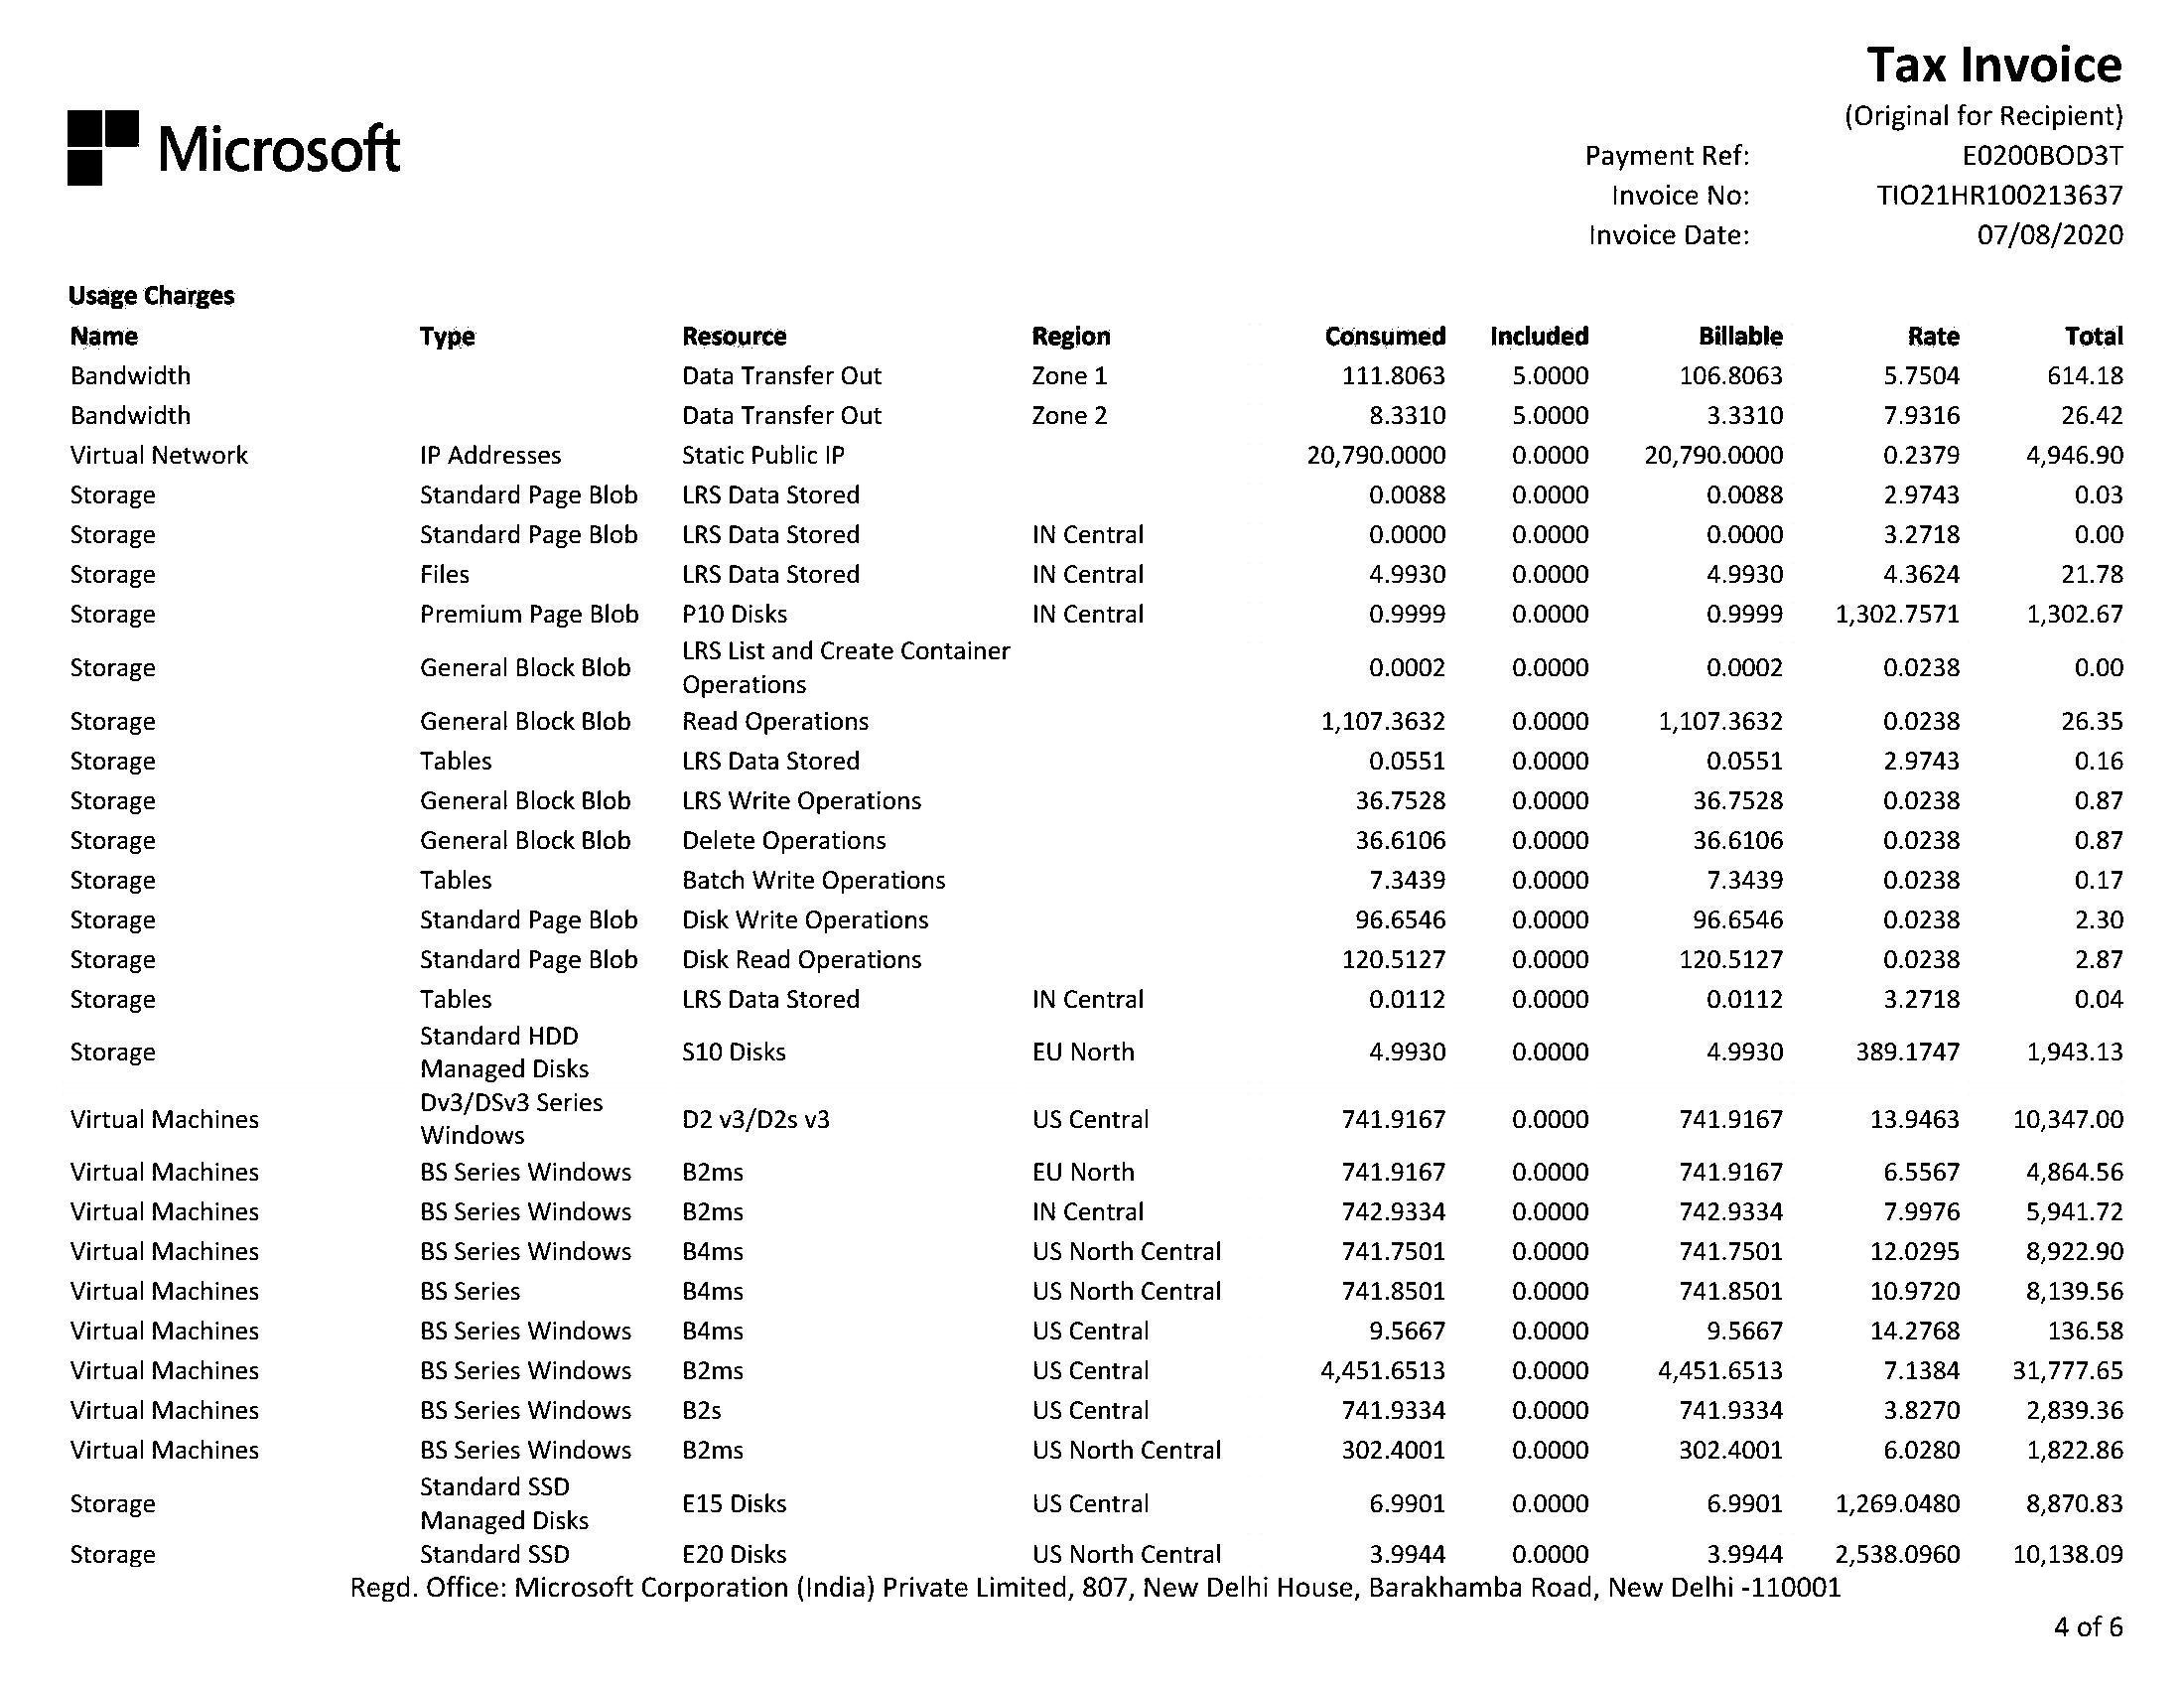 Tax Invoice
(Original for Recipient)
Microsoft
Payment Ref: E0200BOD3T
Invoice No: TIO21HR100213637
Invoice Date: 07/08/2020
Usage Charges
Name Type Resource Region Consumed Included Billable Rate Total
Bandwidth Data Transfer Out Zone 1 111.8063 5.0000 106.8063 5.7504 614.18
Bandwidth Data Transfer Out Zone 2 8.3310 5.0000 3.3310 7.9316 26.42
Virtual Network IP Addresses Static Public IP 20,790.0000 0.0000 20,790.0000 0.2379 4,946.90
Storage Standard Page Blob LRS Data Stored 0.0088 0.0000 0.0088 2.9743 0.03
Storage Standard Page Blob LRS Data Stored IN Central 0.0000 0.0000 0.0000 3.2718 0.00
Storage Files LRS Data Stored IN Central 4.9930 0.0000 4.9930 4.3624 21.78
Storage Premium Page Blob P10 Disks IN Central 0.9999 0.0000 0.9999 1,302.7571 1,302.67
LRS List and Create Container
Storage General Block Blob 0.0002 0.0000 0.0002 0.0238 0.00
Operations
Storage General Block Blob Read Operations 1,107.3632 0.0000 1,107.3632 0.0238 26.35
Storage Tables LRS Data Stored 0.0551 0.0000 0.0551 2.9743 0.16
Storage General Block Blob LRS Write Operations 36.7528 0.0000 36.7528 0.0238 0.87
Storage General Block Blob Delete Operations 36.6106 0.0000 36.6106 0.0238 0.87
Storage Tables Batch Write Operations 7.3439 0.0000 7.3439 0.0238 0.17
Storage Standard Page Blob Disk Write Operations 96.6546 0.0000 96.6546 0.0238 2.30
Storage Standard Page Blob Disk Read Operations 120.5127 0.0000 120.5127 0.0238 2.87
Storage Tables LRS Data Stored IN Central 0.0112 0.0000 0.0112 3.2718 0.04
Standard HDD
Storage S10 Disks EU North 4.9930 0.0000 4.9930 389.1747 1,943.13
Managed Disks
Dv3/DSv3 Series
Virtual Machines D2 v3/D2s v3 US Central 741.9167 0.0000 741.9167 13.9463 10,347.00
Windows
Virtual Machines BS Series Windows B2ms EU North 741.9167 0.0000 741.9167 6.5567 4,864.56
Virtual Machines BS Series Windows B2ms IN Central 742.9334 0.0000 742.9334 7.9976 5,941.72
Virtual Machines BS Series Windows B4ms US North Central 741.7501 0.0000 741.7501 12.0295 8,922.90
Virtual Machines BS Series B4ms US North Central 741.8501 0.0000 741.8501 10.9720 8,139.56
Virtual Machines BS Series Windows B4ms US Central 9.5667 0.0000 9.5667 14.2768 136.58
Virtual Machines BS Series Windows B2ms US Central 4,451.6513 0.0000 4,451.6513 7.1384 31,777.65
Virtual Machines BS Series Windows B2s US Central 741.9334 0.0000 741.9334 3.8270 2,839.36
Virtual Machines BS Series Windows B2ms US North Central 302.4001 0.0000 302.4001 6.0280 1,822.86
Standard SSD
Storage E15 Disks US Central 6.9901 0.0000 6.9901 1,269.0480 8,870.83
Managed Disks
Storage Standard SSD E20 Disks US North Central 3.9944 0.0000 3.9944 2,538.0960 10,138.09
Regd. Office: Microsoft Corporation (India) Private Limited, 807, New Delhi House, Barakhamba Road, New Delhi -110001
4 of 6